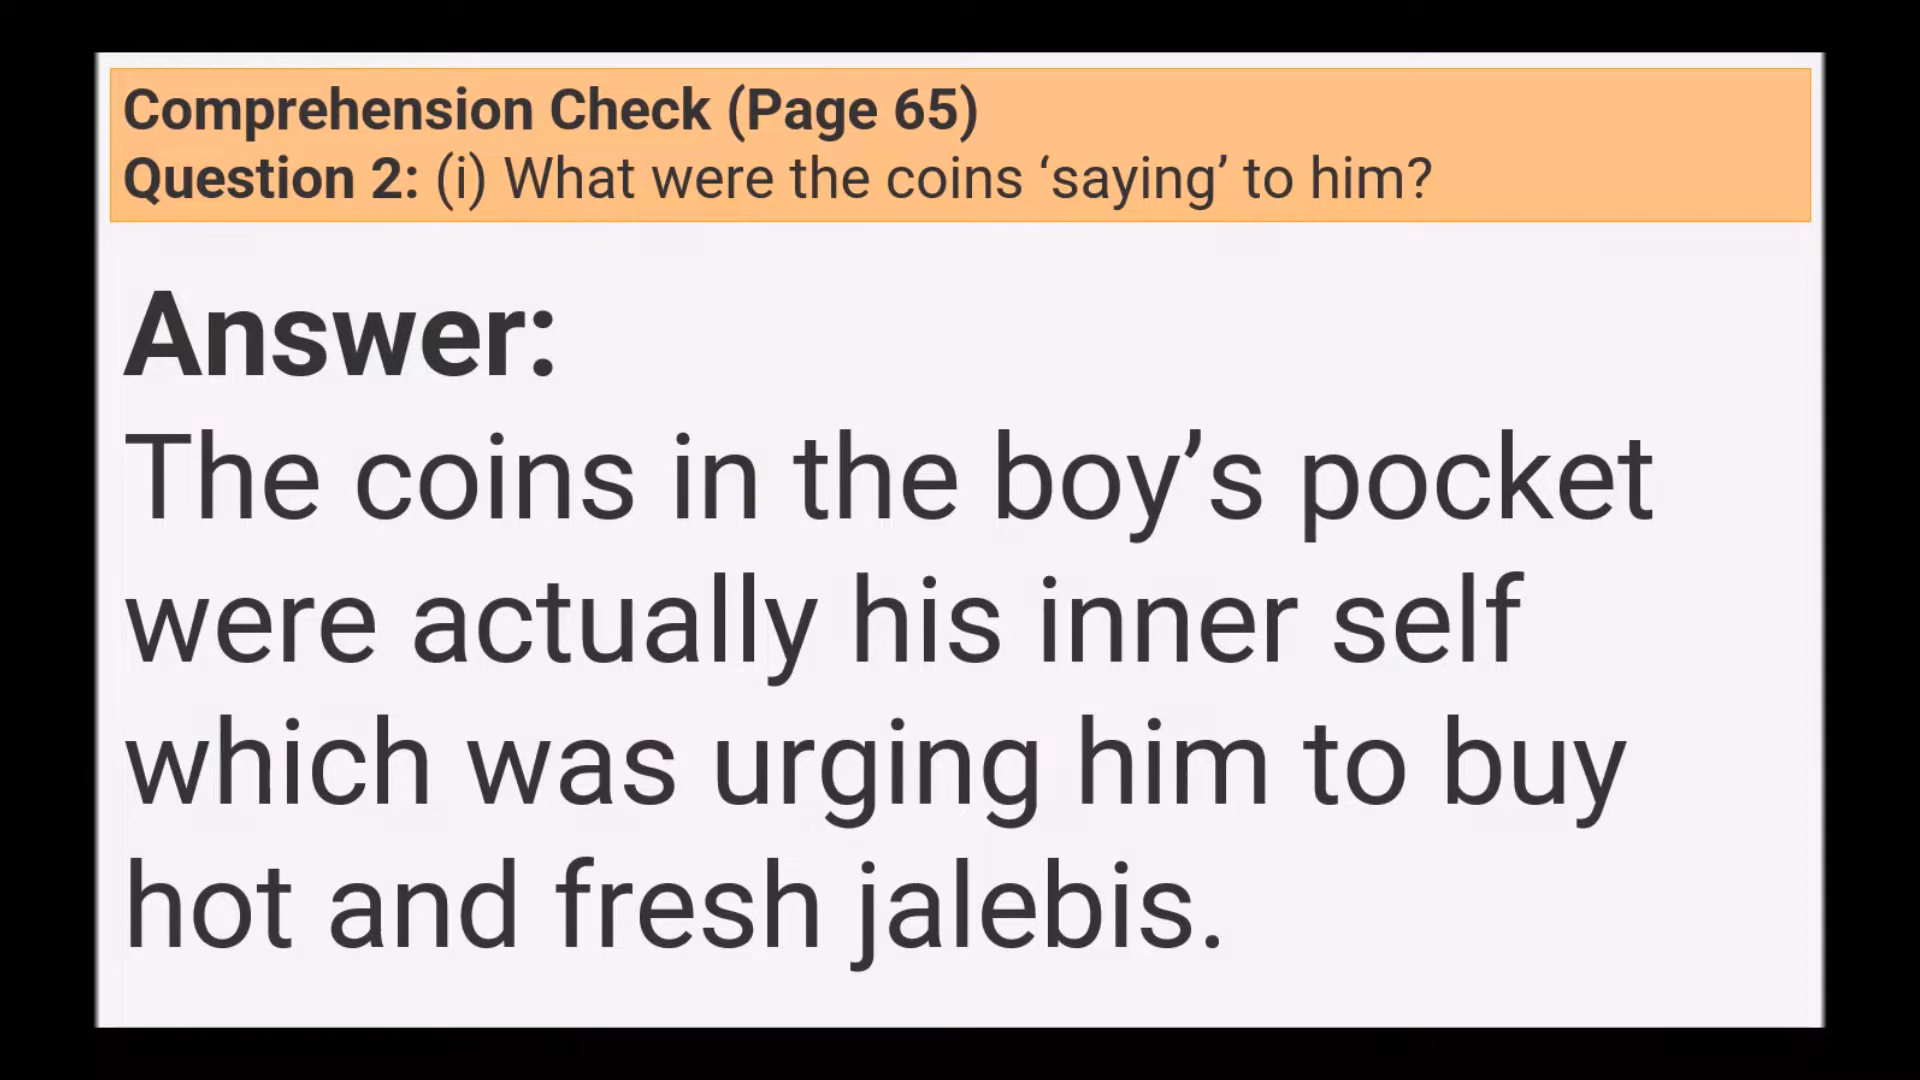 Comprehension Check (Page 65)
Question 2: (i) What were the coins ‘saying’ to him?
Answer:
The coins in the boy’s pocket
were actually his inner self
which was urging him to buy
hot and fresh jalebis.